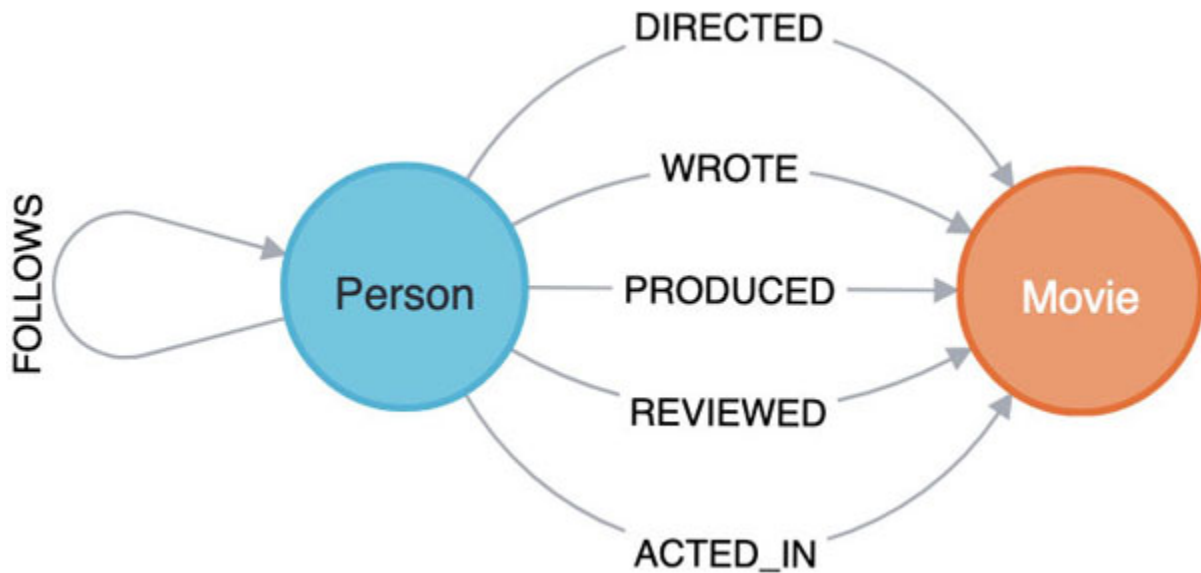 DIRECTED
WROTE
FOLLOWS
Person
PRODUCED
Movie
REVIEWED
ACTED_IN